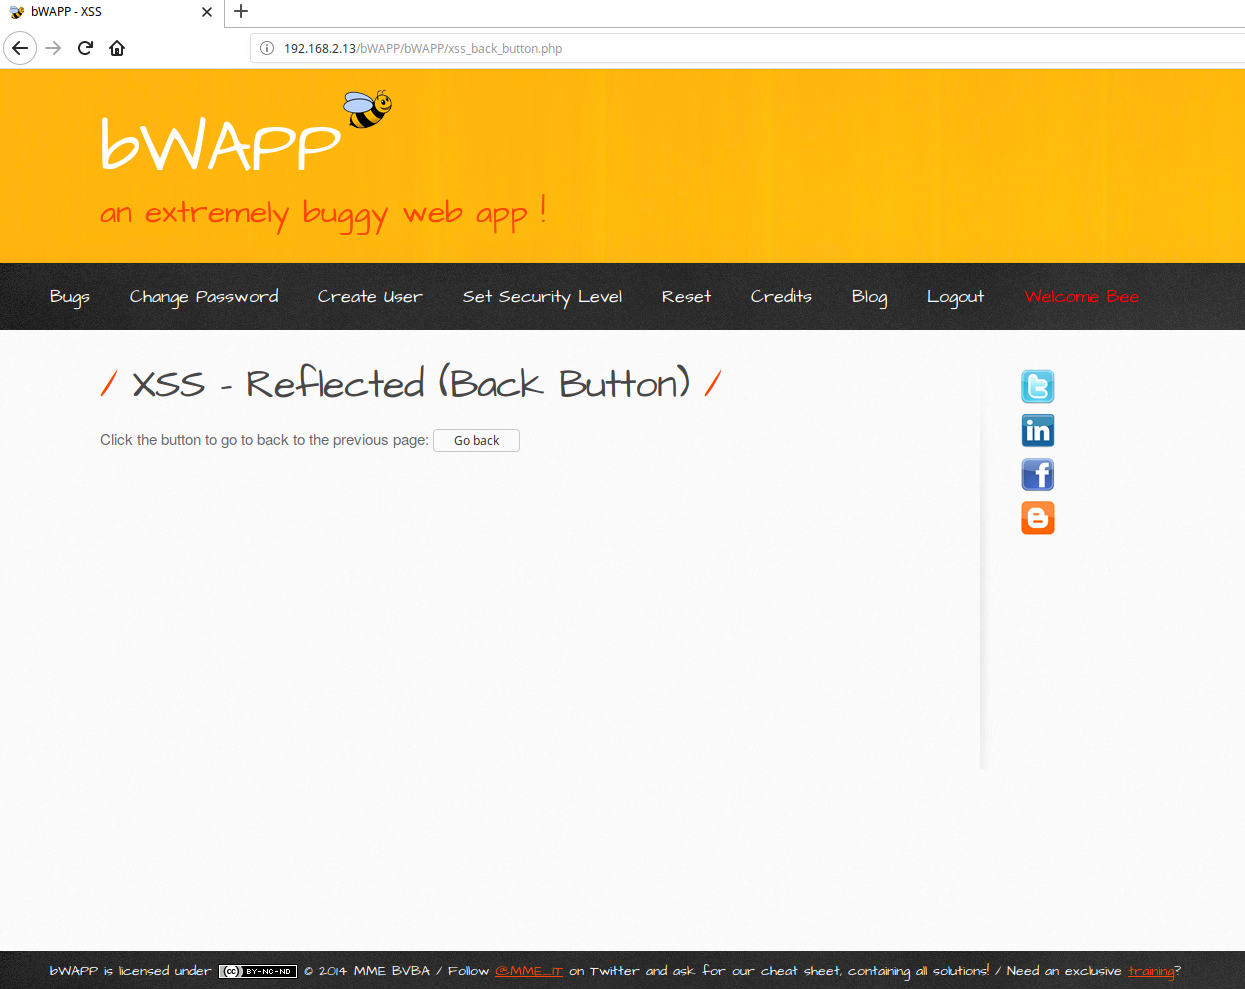 bWAPP - XSS
192.168.2.13/bWAPP/bWAPP/xss_back_button.php
bWAPP
an extremely buggy web app !
Bugs Change Password Create User Set Security Level Reset Credits Blog Logout Welcome Bee
/ XSS - Reflected (Back Button) /
Click the button to go to back to the previous page: Go back
bWAPP is licensed under (cc) BY-NC-ND © 2014 MME BVBA / Follow @MME_IT on Twitter and ask for our cheat sheet, containing all solutions! / Need an exclusive training?